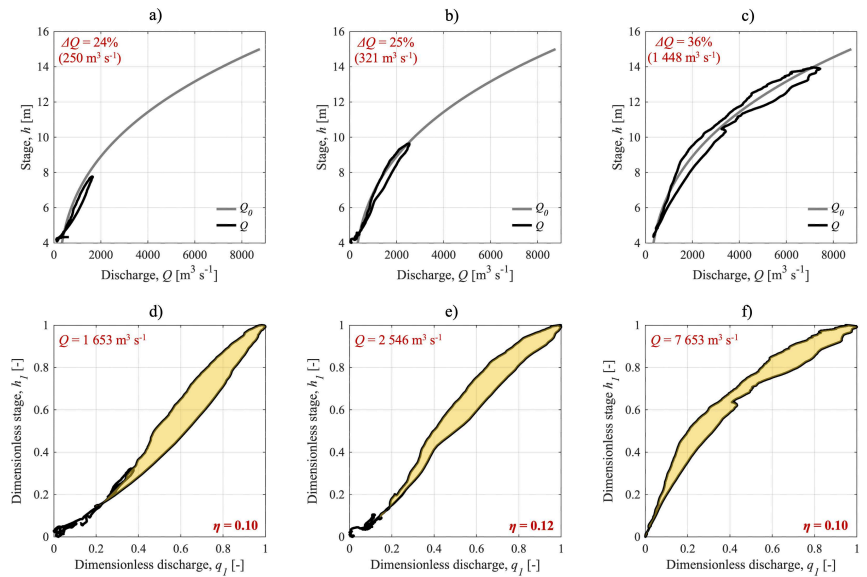 a)
ΔQ = 24%
(250 m³ s⁻¹)
Stage, h [m]
16
14
12
10
8
6
4
0
2000
4000
6000
8000
Q₀
Q
Discharge, Q [m³ s⁻¹]
b)
ΔQ = 25%
(321 m³ s⁻¹)
Stage, h [m]
16
14
12
10
8
6
4
0
2000
4000
6000
8000
Q₀
Q
Discharge, Q [m³ s⁻¹]
c)
ΔQ = 36%
(1 448 m³ s⁻¹)
Stage, h [m]
16
14
12
10
8
6
4
0
2000
4000
6000
8000
Q₀
Q
Discharge, Q [m³ s⁻¹]
d)
Q = 1 653 m³ s⁻¹
Dimensionless stage, h₁ [-]
1
0.8
0.6
0.4
0.2
0
0
0.2
0.4
0.6
0.8
1
η = 0.10
Dimensionless discharge, q₁ [-]
e)
Q = 2 546 m³ s⁻¹
Dimensionless stage, h₁ [-]
1
0.8
0.6
0.4
0.2
0
0
0.2
0.4
0.6
0.8
1
η = 0.12
Dimensionless discharge, q₁ [-]
f)
Q = 7 653 m³ s⁻¹
Dimensionless stage h₁ [-]
1
0.8
0.6
0.4
0.2
0
0
0.2
0.4
0.6
0.8
1
η = 0.10
Dimensionless discharge, q₁ [-]